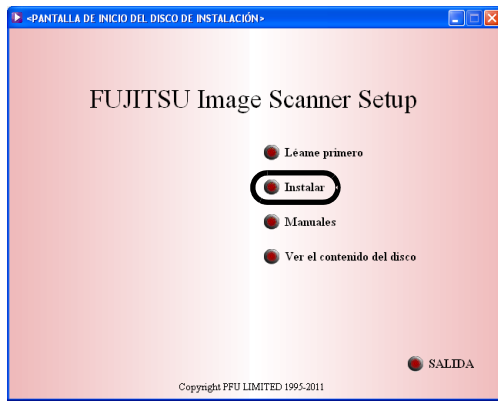 <PANTALLA DE INICIO DEL DISCO DE INSTALACIÓN>
FUJITSU Image Scanner Setup
Léame primero
Instalar
Manuales
Ver el contenido del disco
SALIDA
Copyright PFU LIMITED 1995-2011